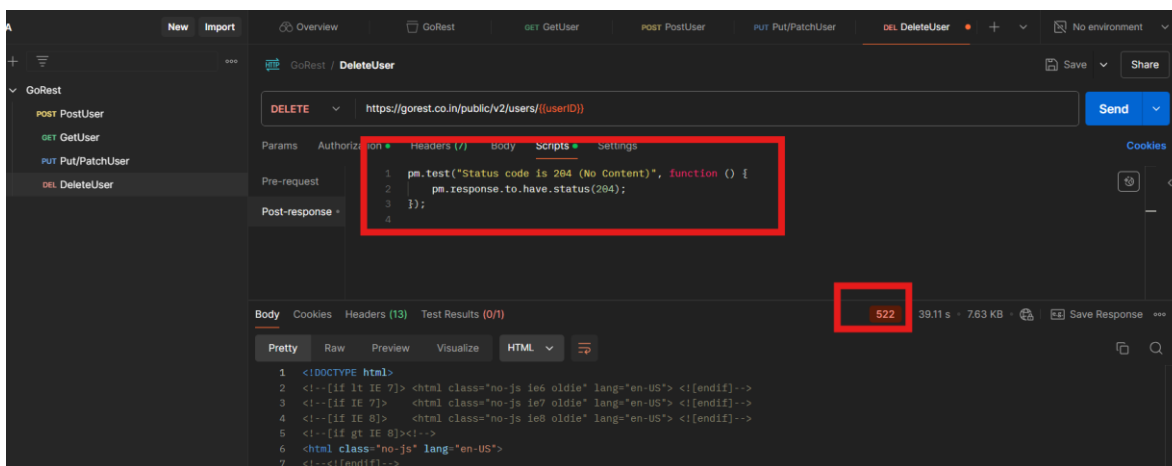 A New Import Overview GoRest GET GetUser POST PostUser PUT Put/PatchUser DEL DeleteUser No environment
HTTP GoRest / DeleteUser Save Share
GoRest
POST PostUser
GET GetUser
PUT Put/PatchUser
DEL DeleteUser
DELETE https://gorest.co.in/public/v2/users/{{userID}} Send
Params Authorization Headers (7) Body Scripts Settings Cookies
Pre-request
Post-response
1 pm.test("Status code is 204 (No Content)", function () {
2 pm.response.to.have.status(204);
3 });
4
Body Cookies Headers (13) Test Results (0/1) 522 39.11 s 7.63 KB e.g. Save Response
Pretty Raw Preview Visualize HTML
1 <!DOCTYPE html>
2 <!--[if lt IE 7]> <html class="no-js ie6 oldie" lang="en-US"> <![endif]-->
3 <!--[if IE 7]> <html class="no-js ie7 oldie" lang="en-US"> <![endif]-->
4 <!--[if IE 8]> <html class="no-js ie8 oldie" lang="en-US"> <![endif]-->
5 <!--[if gt IE 8]><!-->
6 <html class="no-js" lang="en-US">
7 <!--<![endif]-->